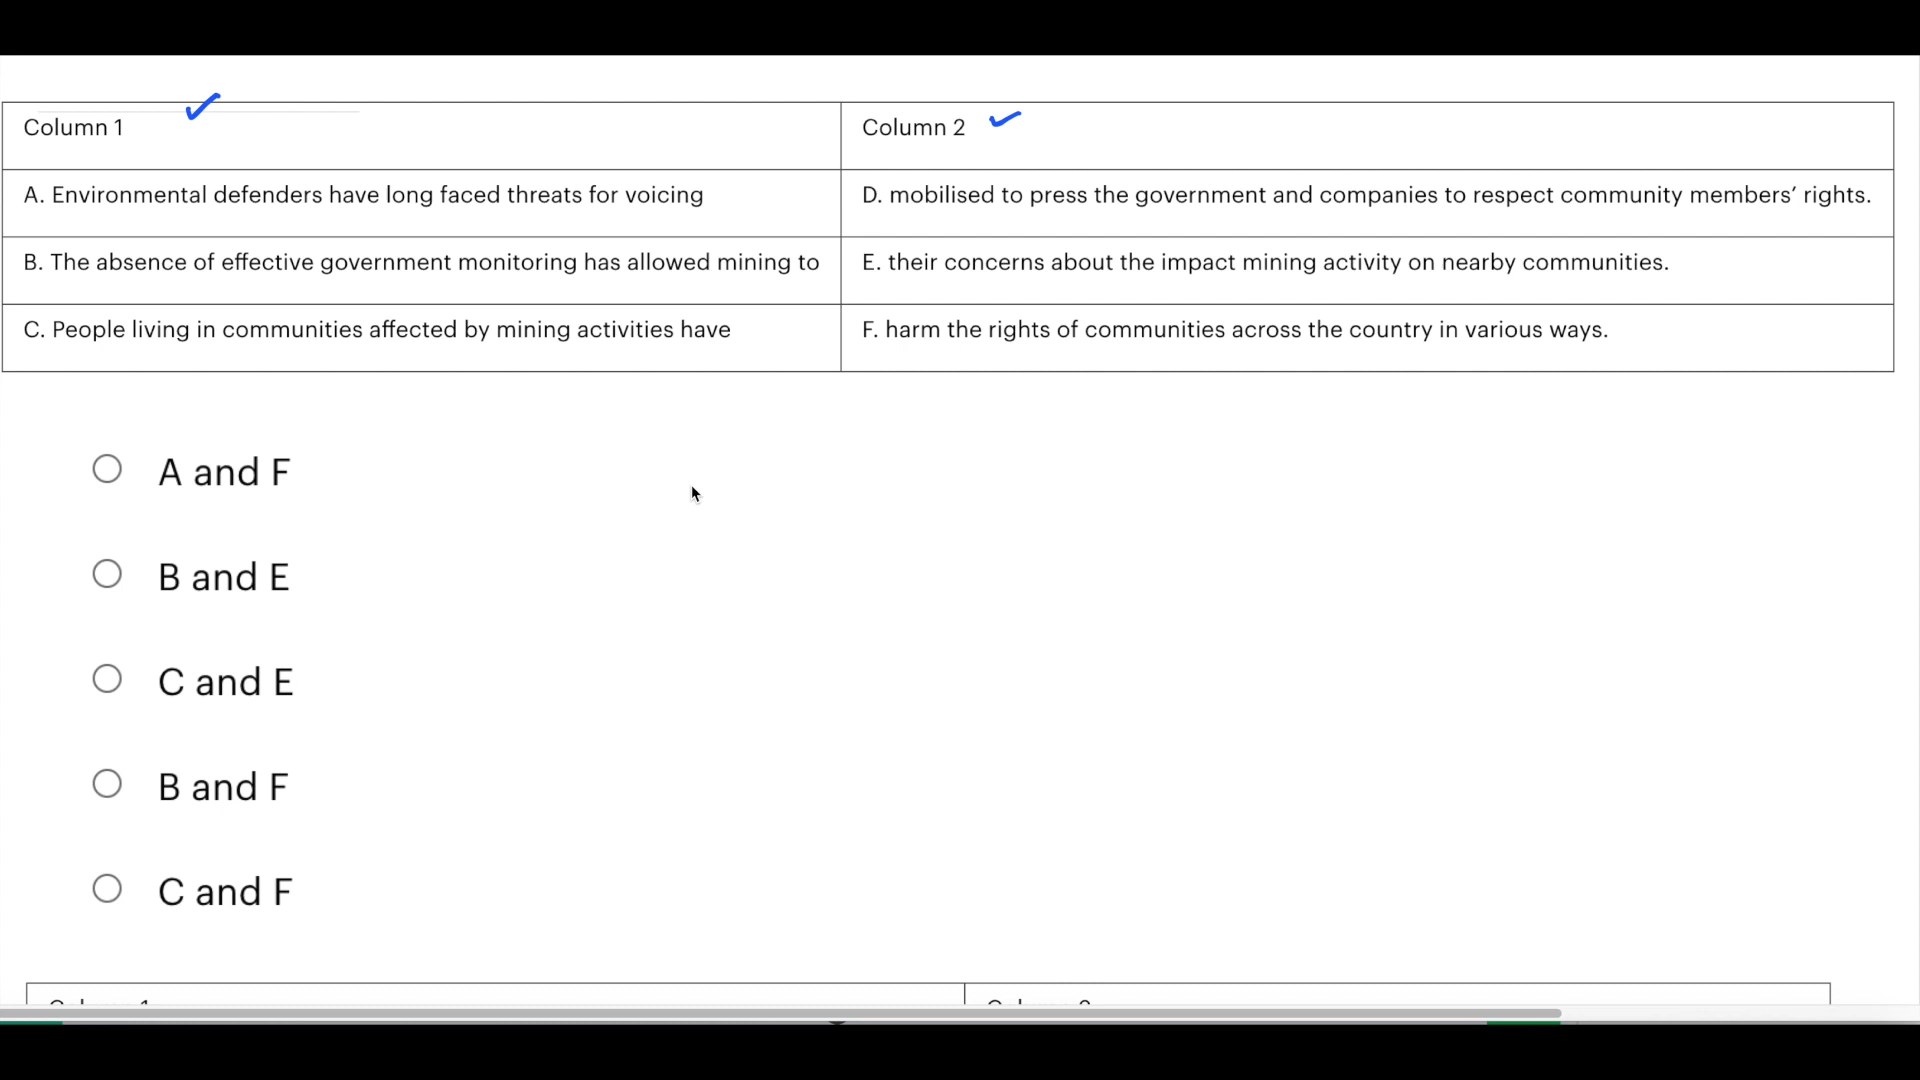 Column 1
Column 2
A. Environmental defenders have long faced threats for voicing
D. mobilised to press the government and companies to respect community members’ rights.
B. The absence of effective government monitoring has allowed mining to
E. their concerns about the impact mining activity on nearby communities.
C. People living in communities affected by mining activities have
F. harm the rights of communities across the country in various ways.
A and F
B and E
C and E
B and F
C and F